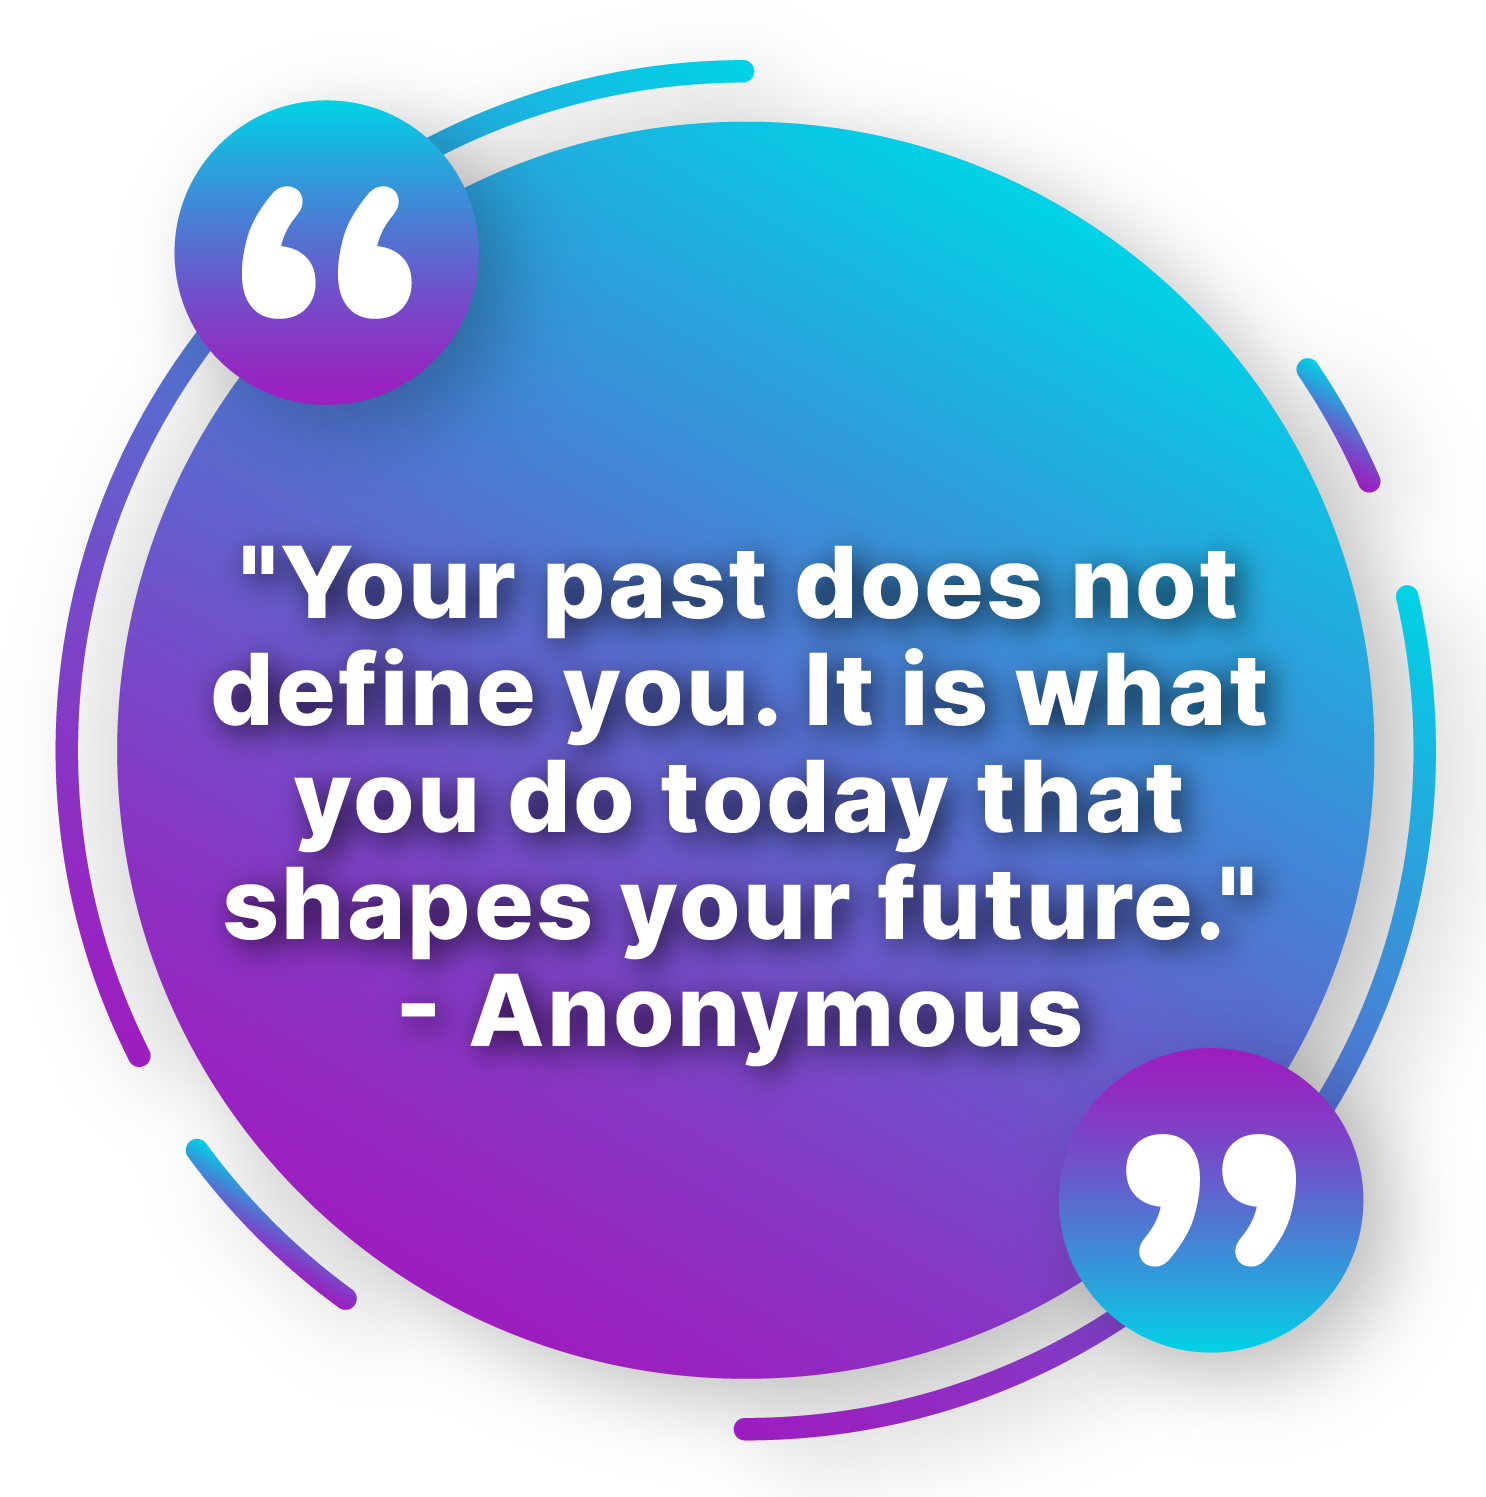 "Your past does not
define you. It is what
you do today that
shapes your future."
- Anonymous